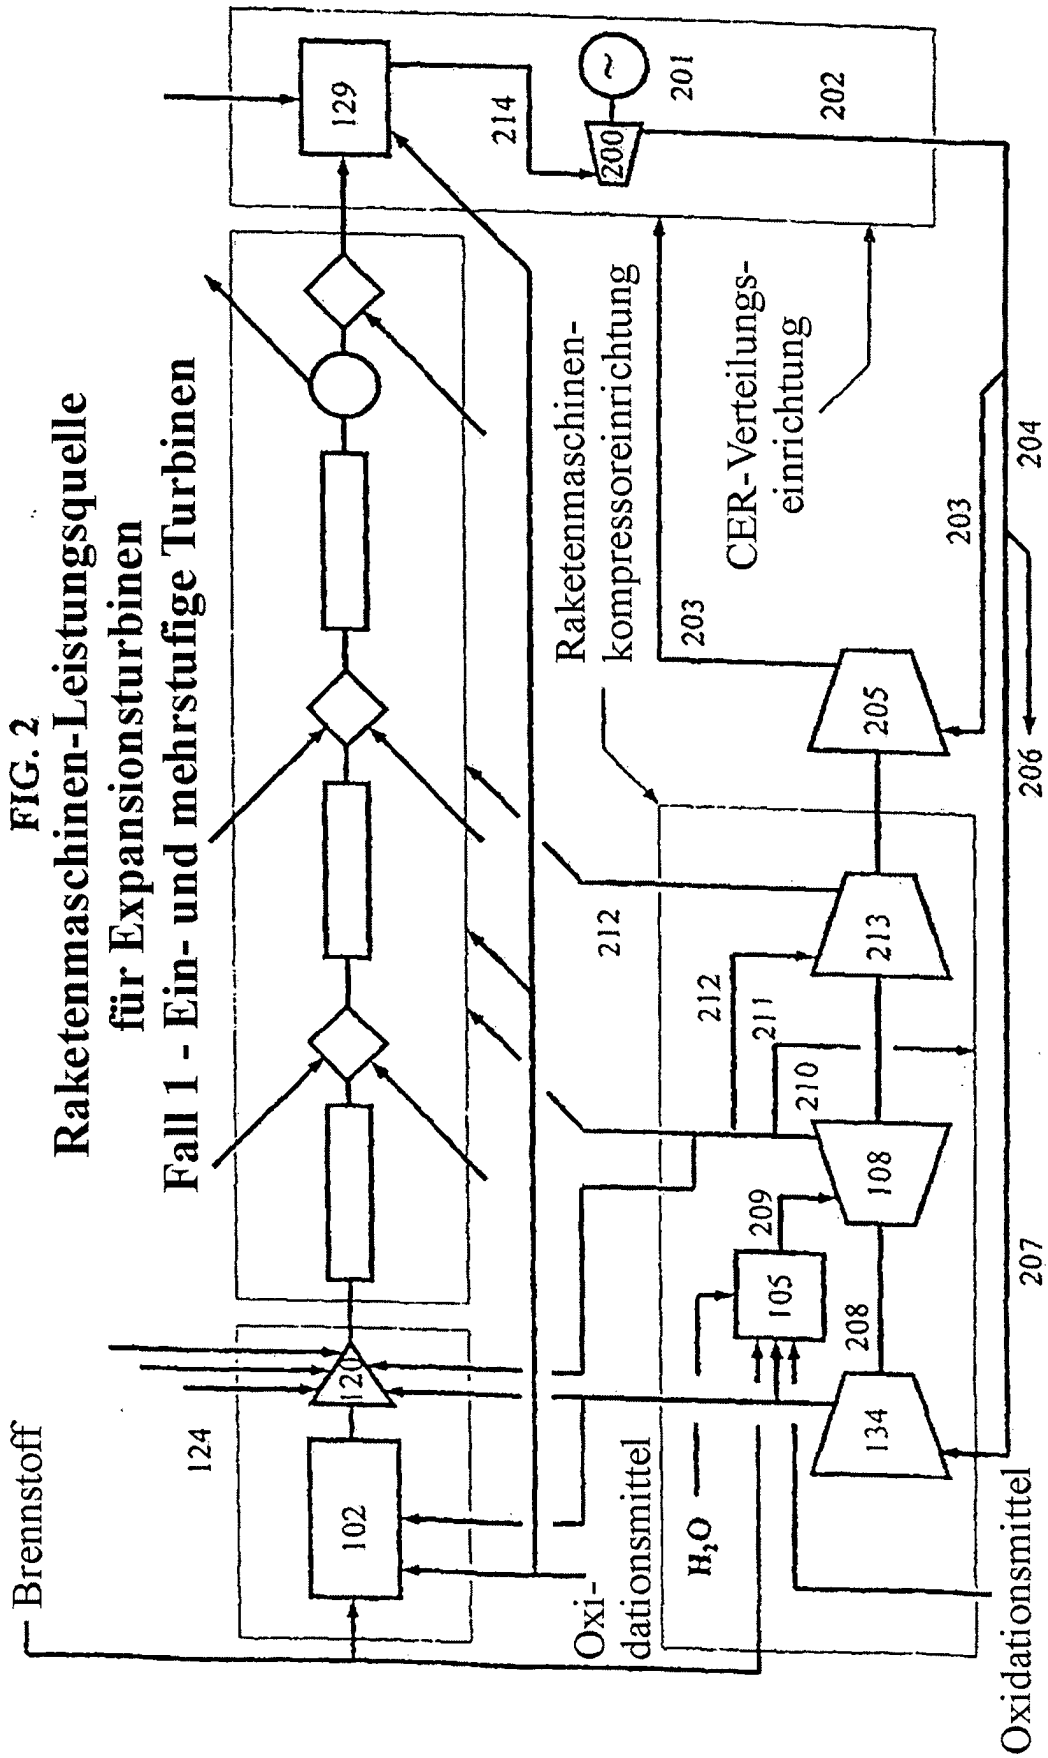 FIG. 2
Raketenmaschinen-Leistungsquelle
für Expansionsturbinen
Fall 1 - Ein- und mehrstufige Turbinen
Brennstoff
124
102
120
129
214
200
~
201
202
Oxi-
dationsmittel
Raketenmaschinen-
kompressoreinrichtung
CER-Verteilungs-
einrichtung
212
203
H₂O
105
209
210
211
212
134
208
108
213
205
203
204
206
207
Oxidationsmittel